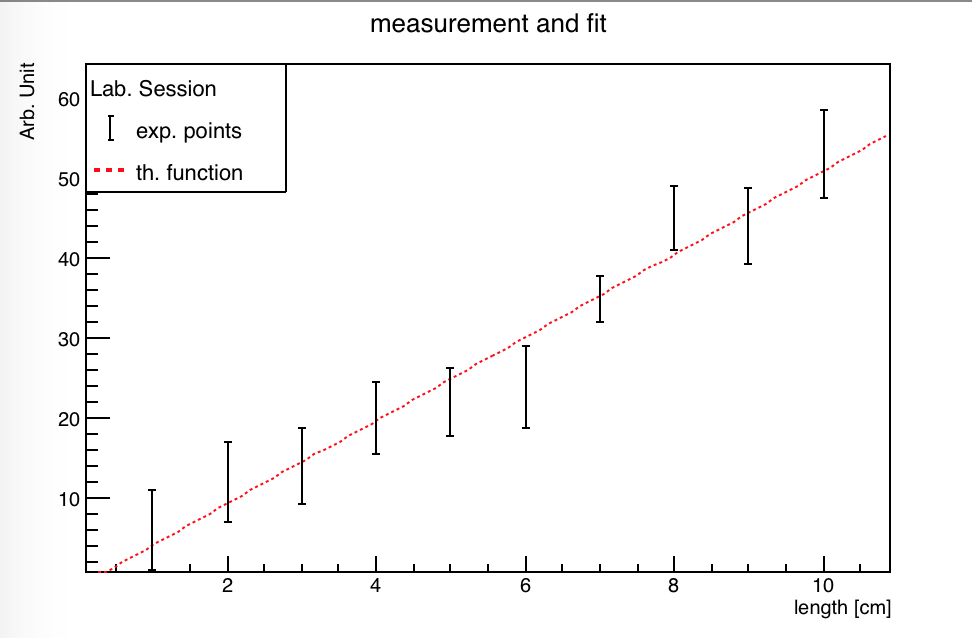 measurement and fit
Arb. Unit
Lab. Session
exp. points
th. function
60
50
40
30
20
10
2 4 6 8 10
length [cm]